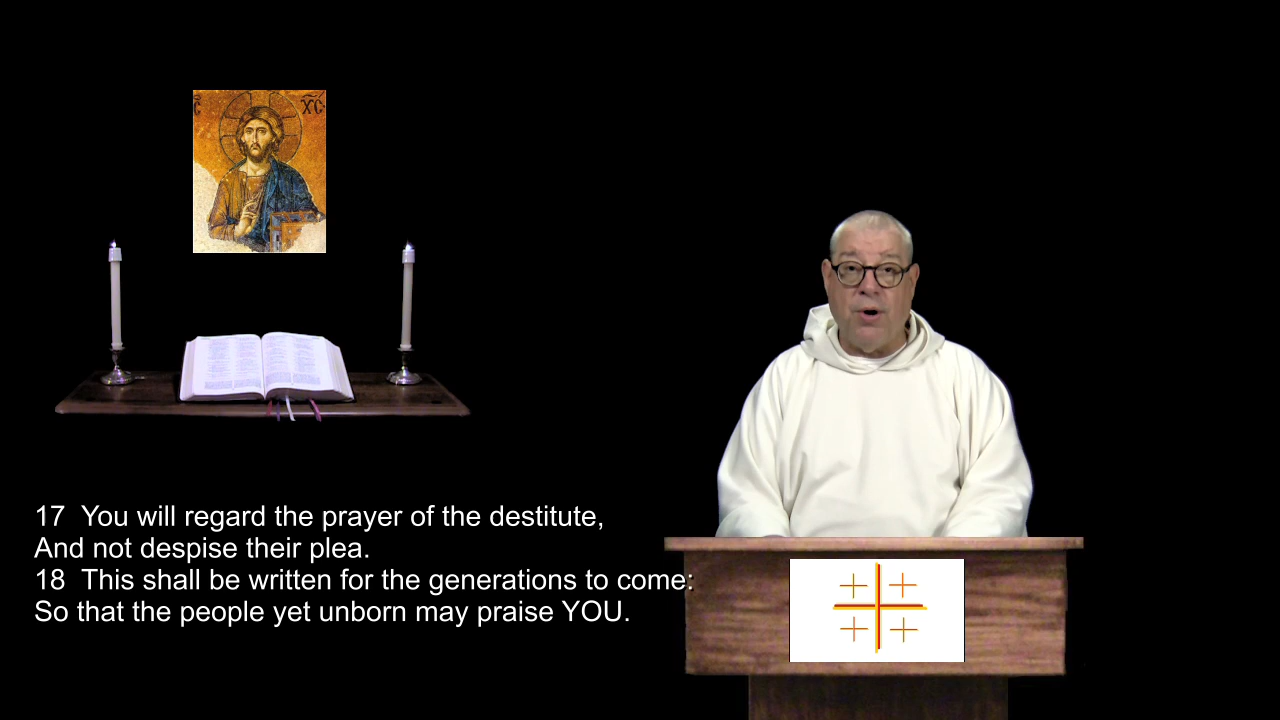 XC
17 You will regard the prayer of the destitute,
And not despise their plea.
18 This shall be written for the generations to come:
So that the people yet unborn may praise YOU.